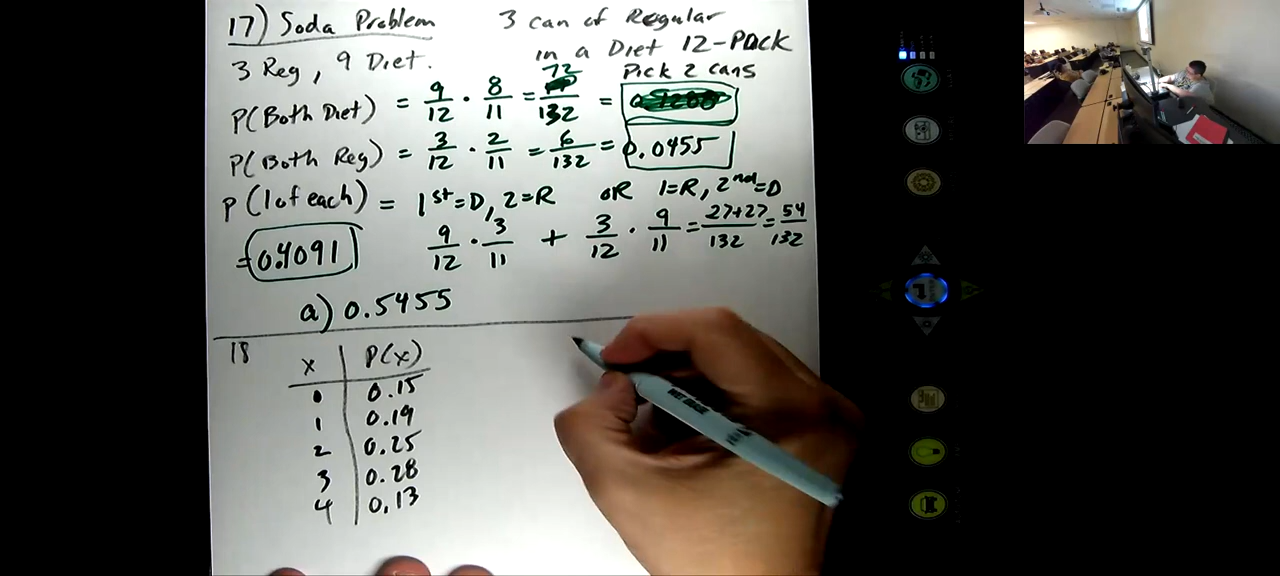 17) Soda Problem
3 can of Regular
in a Diet 12-PACK
3 Reg, 9 Diet.
Pick 2 cans
P(Both Diet) = 9/12 · 8/11 = 72/132 =
P(Both Reg) = 3/12 · 2/11 = 6/132 = 0.0455
P(1 of each) = 1st=D, 2=R OR 1=R, 2nd=D
9/12 · 3/11 + 3/12 · 9/11 = 27+27/132 = 54/132
= 0.4091
a) 0.5455
18
x P(x)
0 0.15
1 0.19
2 0.25
3 0.28
4 0.13